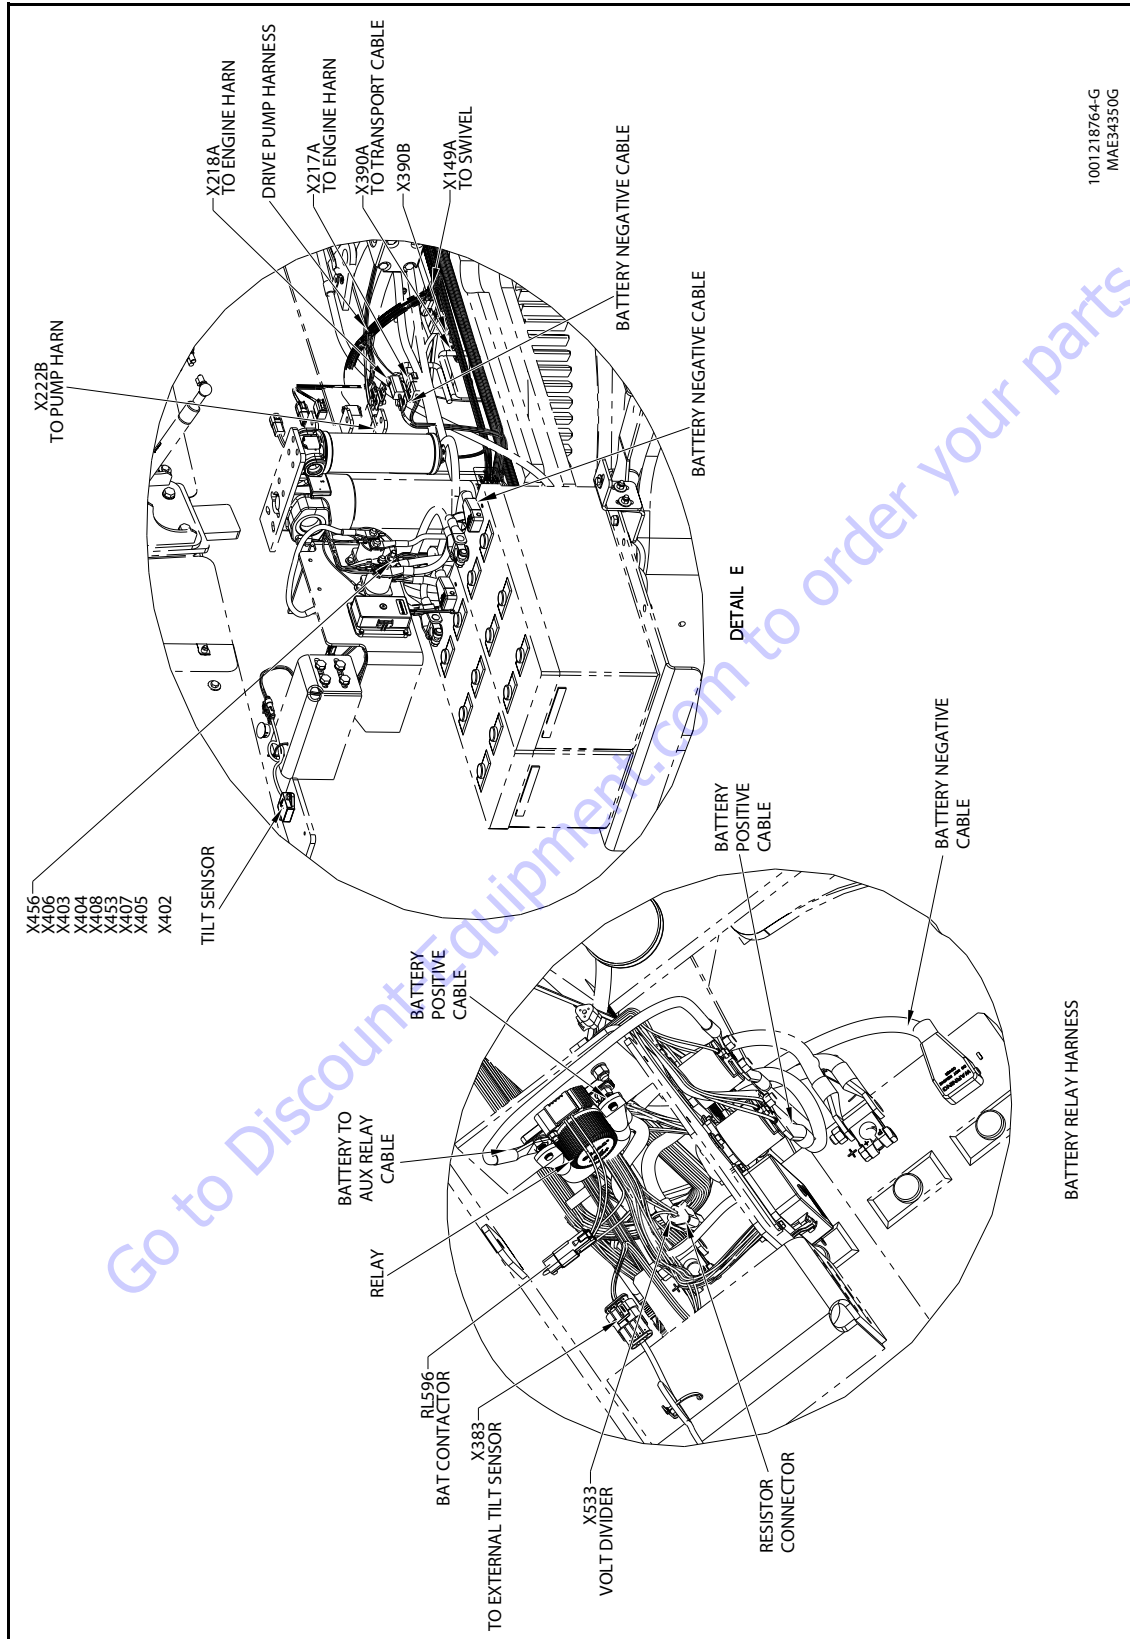 X456
X406
X403
X404
X408
X453
X407
X405
X402
TILT SENSOR
X222B
TO PUMP HARN
X218A
TO ENGINE HARN
DRIVE PUMP HARNESS
X217A
TO ENGINE HARN
X390A
TO TRANSPORT CABLE
X390B
X149A
TO SWIVEL
BATTERY NEGATIVE CABLE
BATTERY NEGATIVE CABLE
DETAIL E
RL596
BAT CONTACTOR
X383
TO EXTERNAL TILT SENSOR
X533
VOLT DIVIDER
RESISTOR
CONNECTOR
RELAY
BATTERY TO
AUX RELAY
CABLE
BATTERY
POSITIVE
CABLE
BATTERY
POSITIVE
CABLE
BATTERY NEGATIVE
CABLE
BATTERY RELAY HARNESS
1001218764-G
MAE34350G
Go to Discount-Equipment.com to order your parts